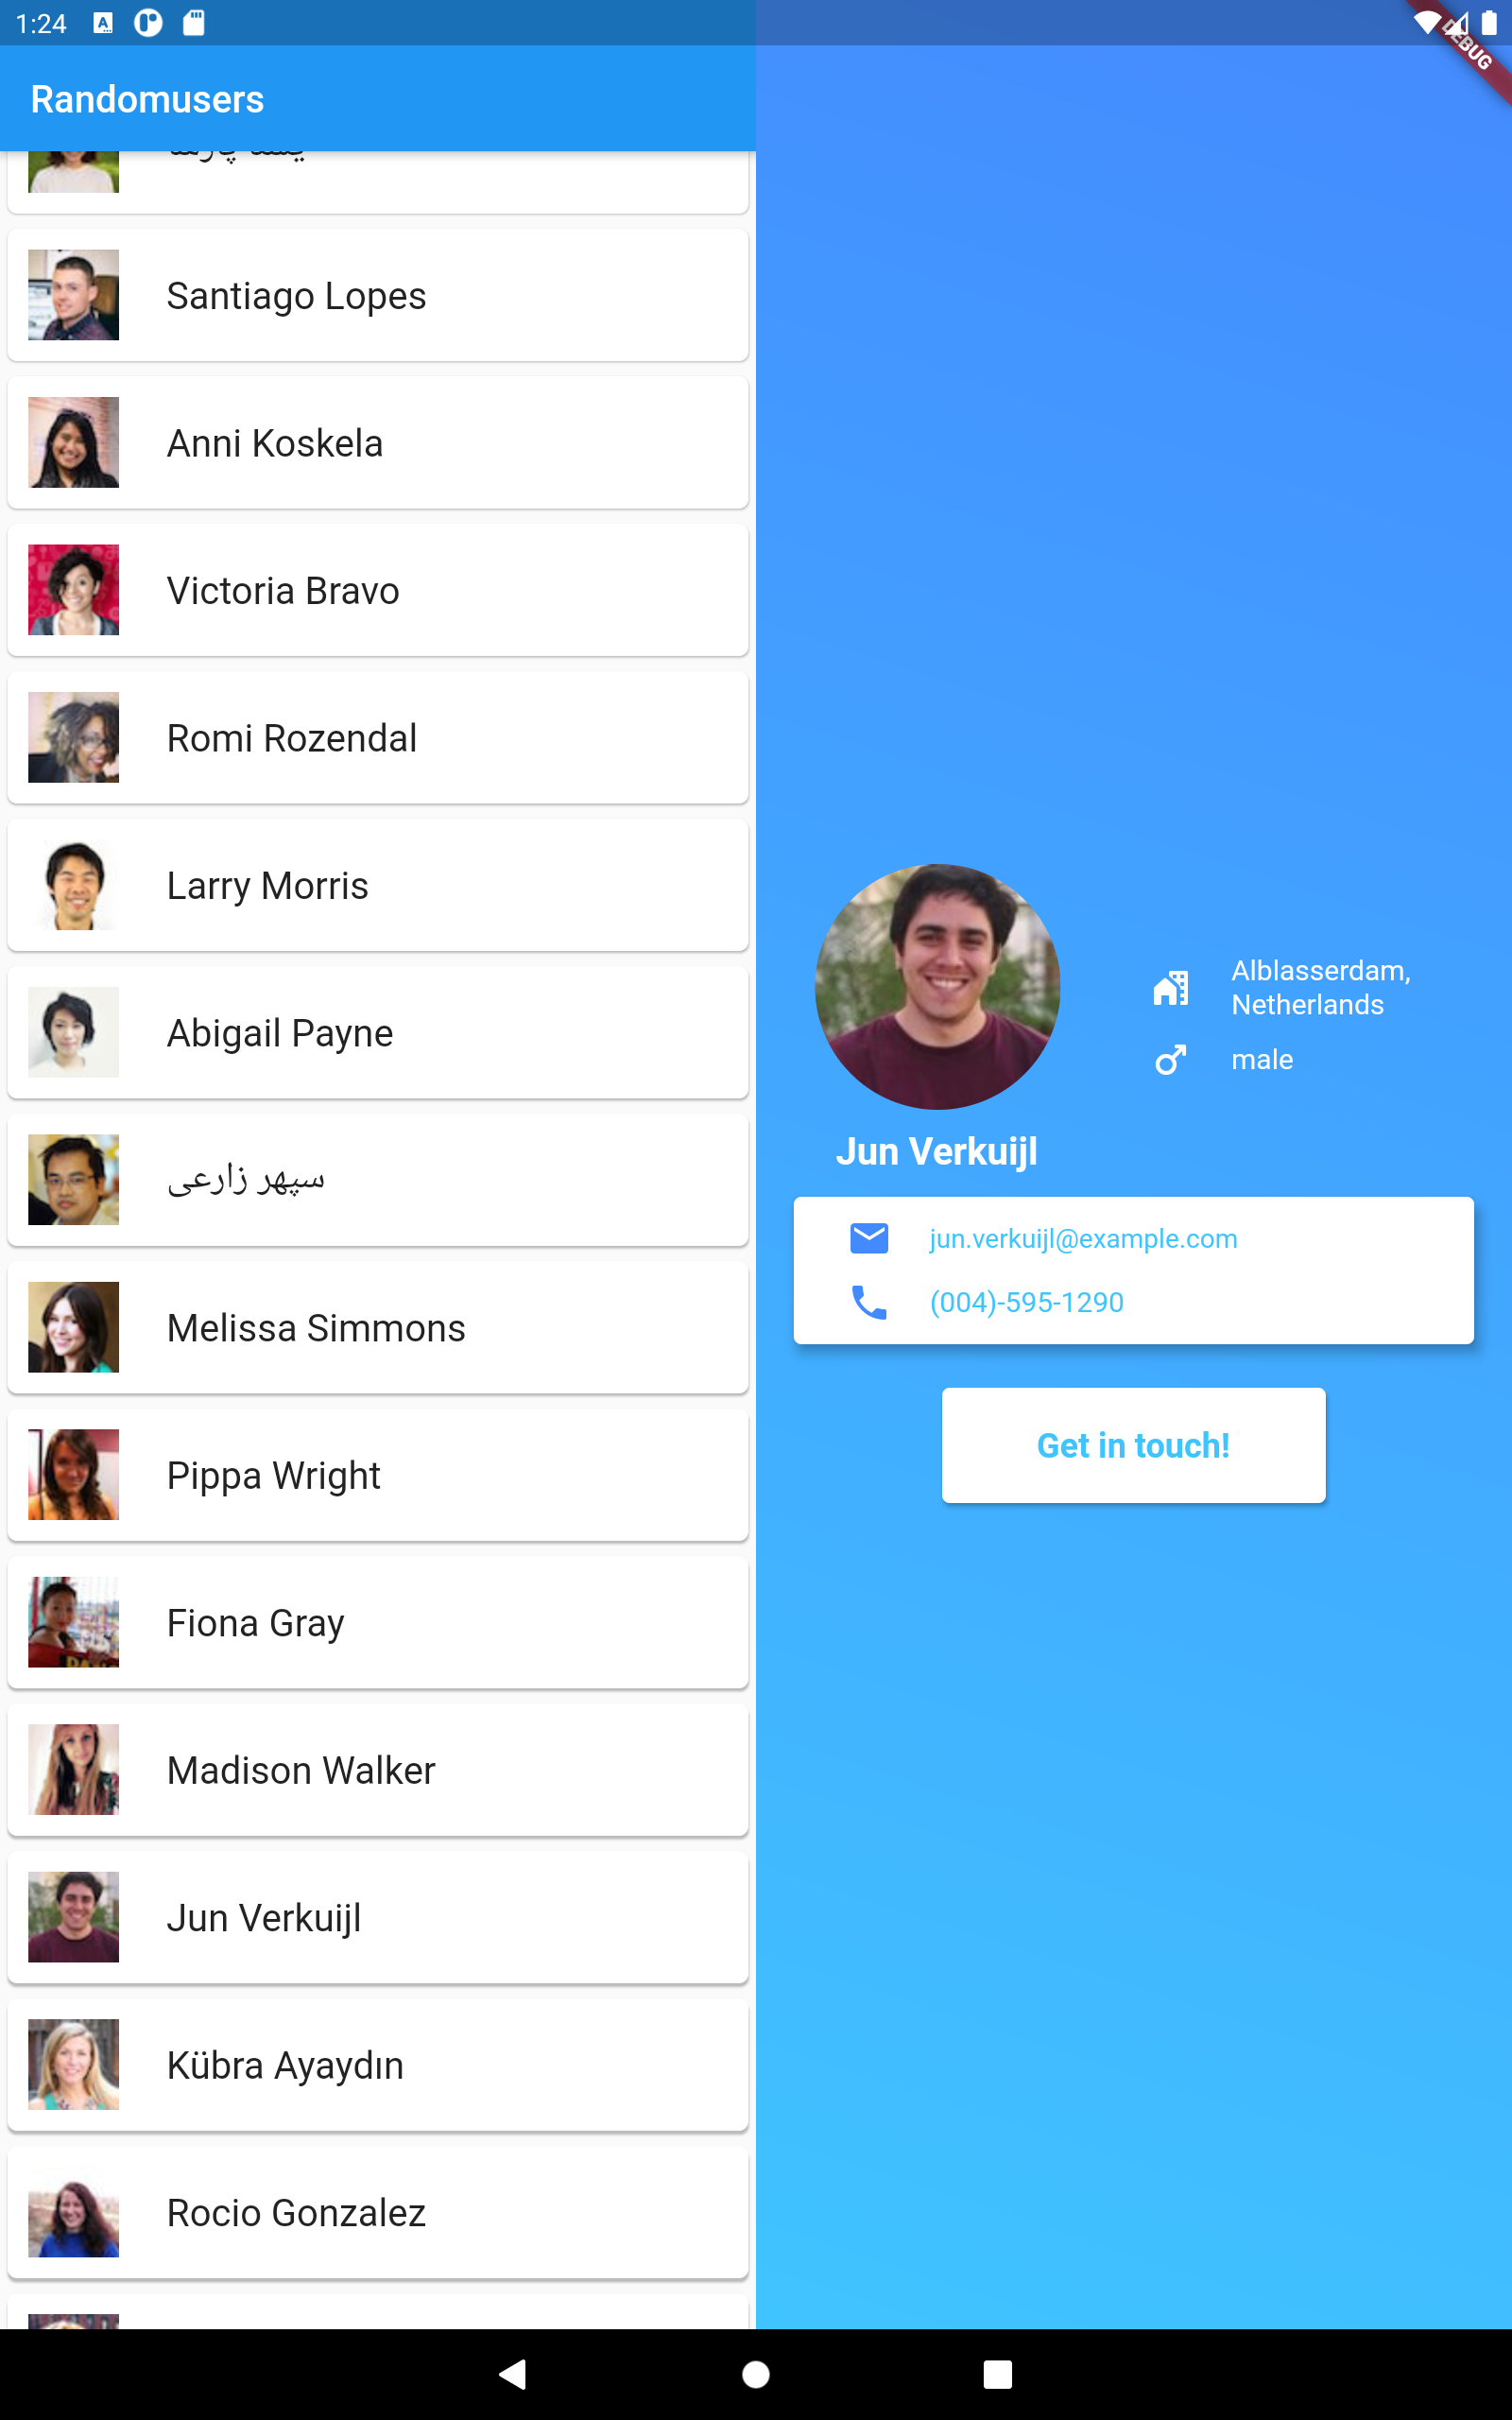 1:24
DEBUG
Randomusers
Santiago Lopes
Anni Koskela
Victoria Bravo
Romi Rozendal
Larry Morris
Abigail Payne
سپهر زارعی
Melissa Simmons
Pippa Wright
Fiona Gray
Madison Walker
Jun Verkuijl
Kübra Ayaydın
Rocio Gonzalez
Alblasserdam,
Netherlands
male
Jun Verkuijl
jun.verkuijl@example.com
(004)-595-1290
Get in touch!